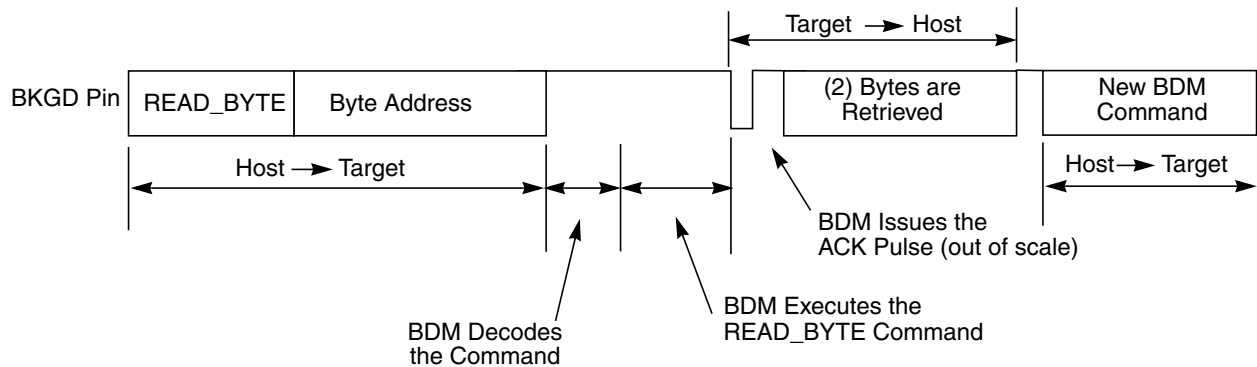 Target → Host
BKGD Pin
READ_BYTE
Byte Address
(2) Bytes are
Retrieved
New BDM
Command
Host → Target
Host → Target
BDM Issues the
ACK Pulse (out of scale)
BDM Decodes
the Command
BDM Executes the
READ_BYTE Command